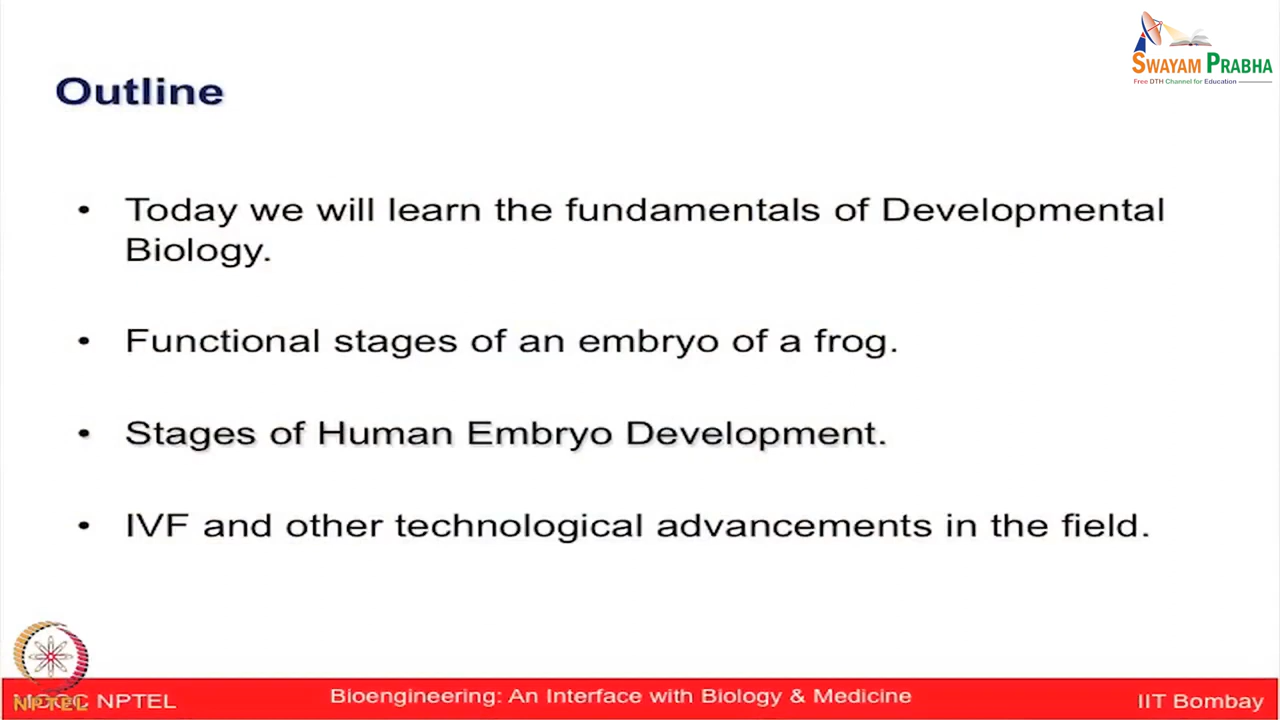 SWAYAM PRABHA
Free DTH Channel for Education
Outline
• Today we will learn the fundamentals of Developmental
Biology.
• Functional stages of an embryo of a frog.
• Stages of Human Embryo Development.
• IVF and other technological advancements in the field.
MOOC NPTEL
NPTEL
Bioengineering: An Interface with Biology & Medicine
IIT Bombay